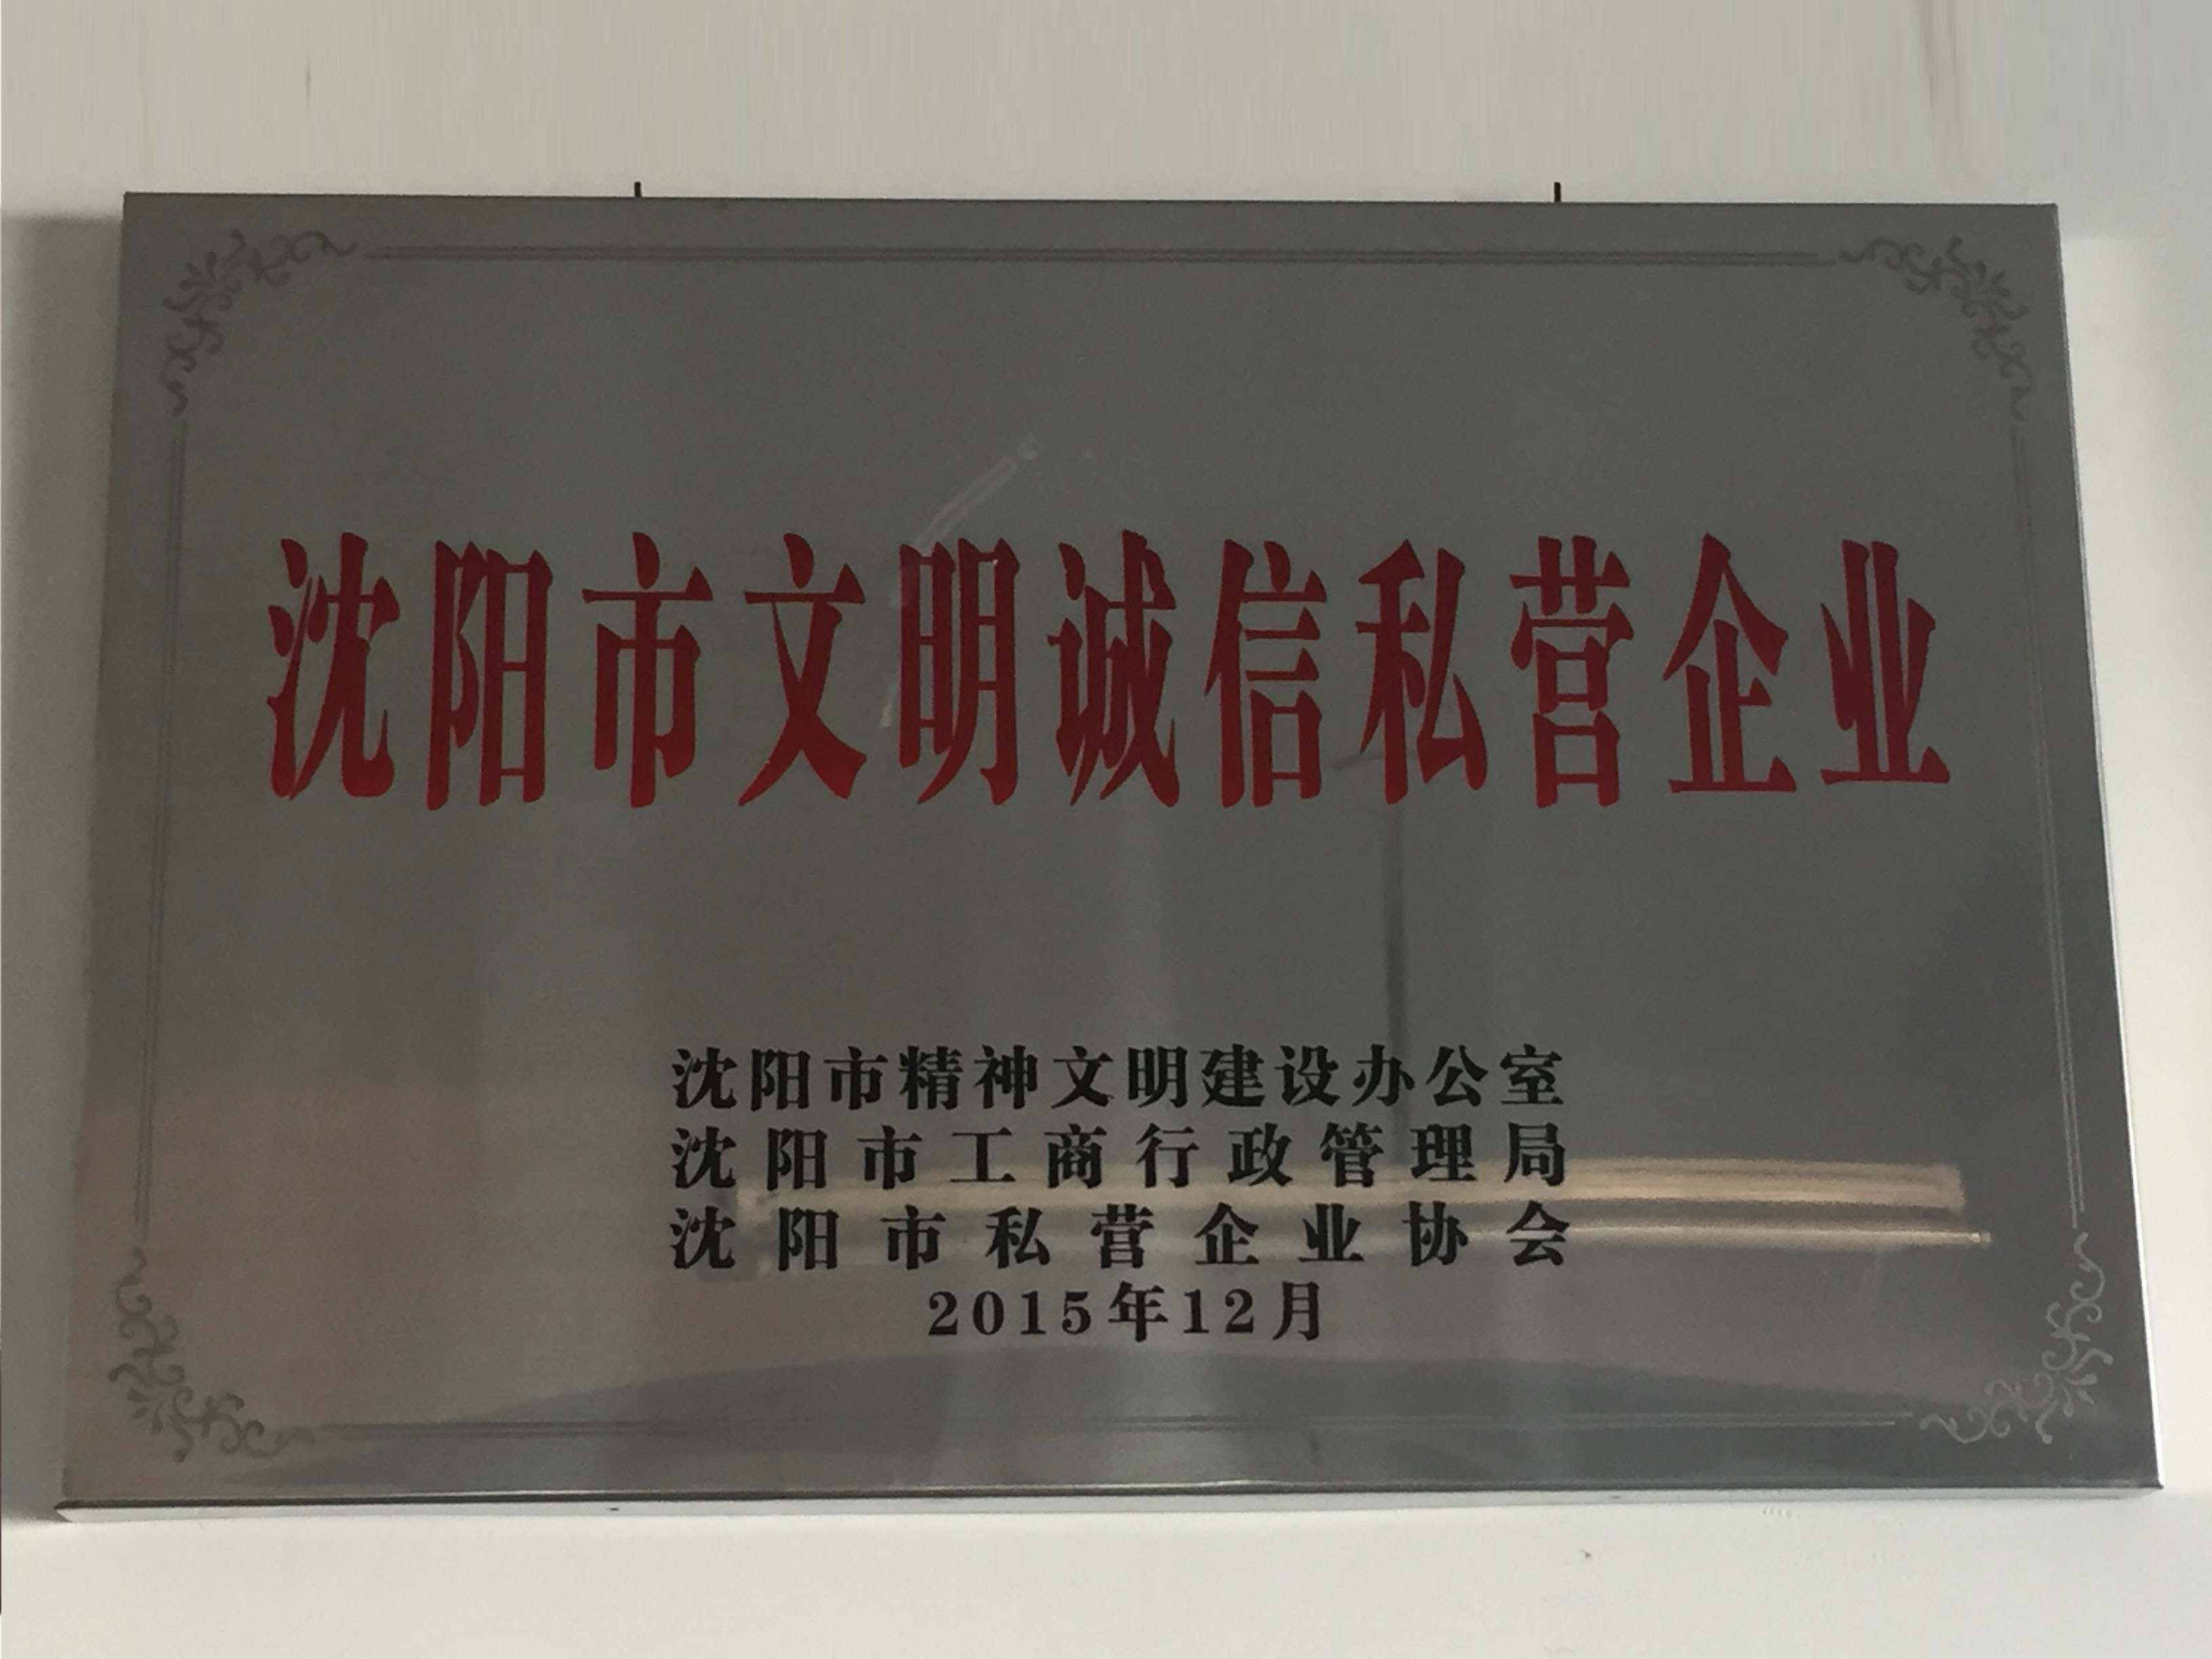 沈阳市文明诚信私营企业
沈阳市精神文明建设办公室
沈阳市工商行政管理局
沈阳市私营企业协会
2015年12月